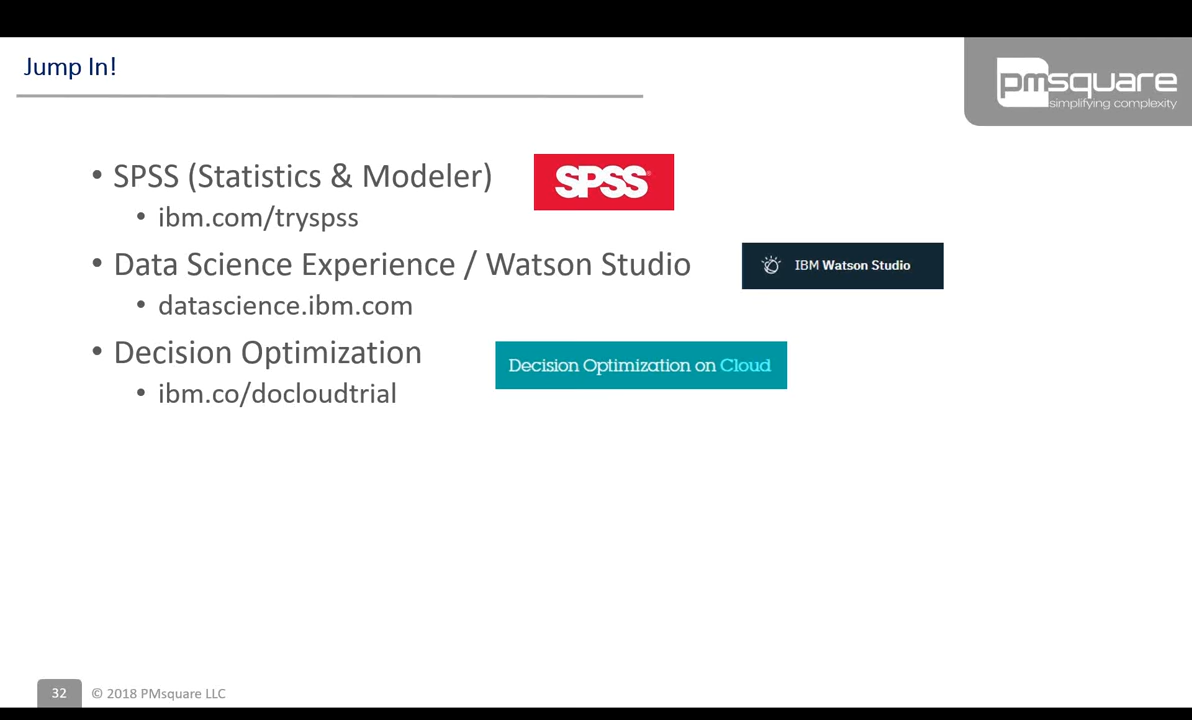 Jump In!
pmsquare
simplifying complexity
• SPSS (Statistics & Modeler)
SPSS®
• ibm.com/tryspss
• Data Science Experience / Watson Studio
IBM Watson Studio
• datascience.ibm.com
• Decision Optimization
Decision Optimization on Cloud
• ibm.co/docloudtrial
32 © 2018 PMsquare LLC